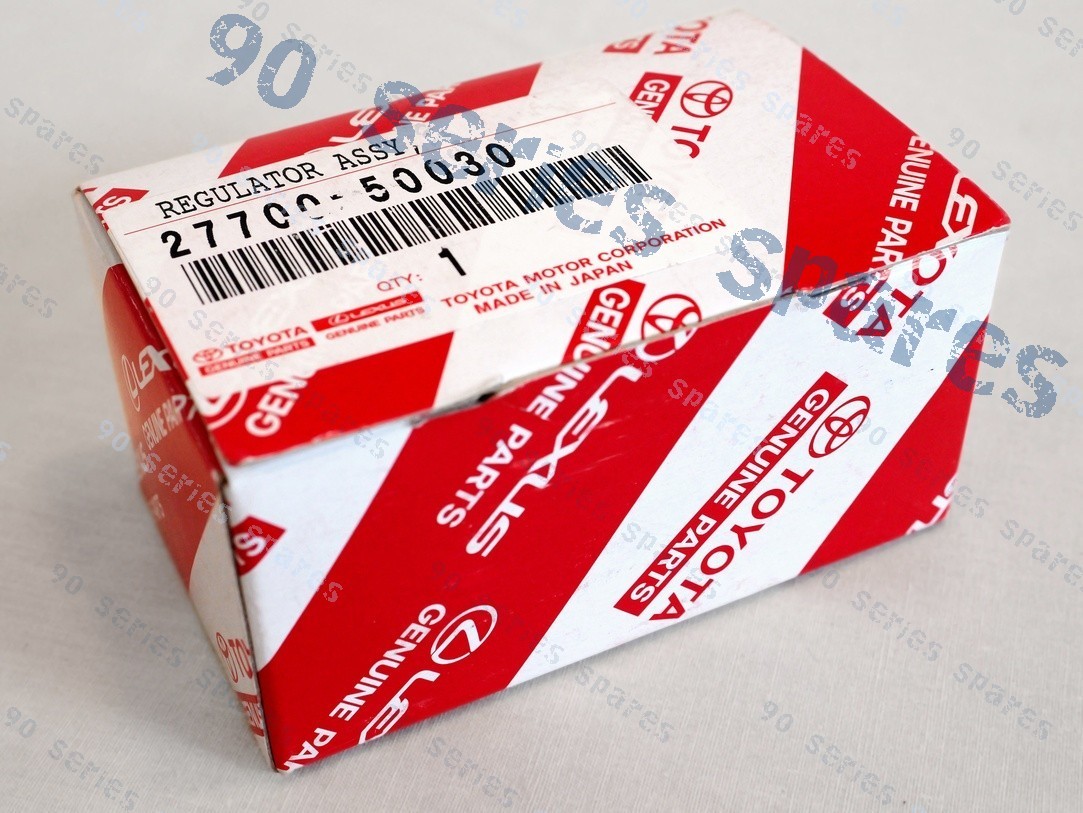 90 series spares
REGULATOR ASSY,
27700-50030
QTY: 1
TOYOTA MOTOR CORPORATION
MADE IN JAPAN
TOYOTA
GENUINE PARTS
LEXUS
GENUINE PARTS
TOYOTA
GENUINE PARTS
LEXUS
GENUINE PARTS
TOYOTA
GENUINE PARTS
LEXUS
GENUINE PARTS